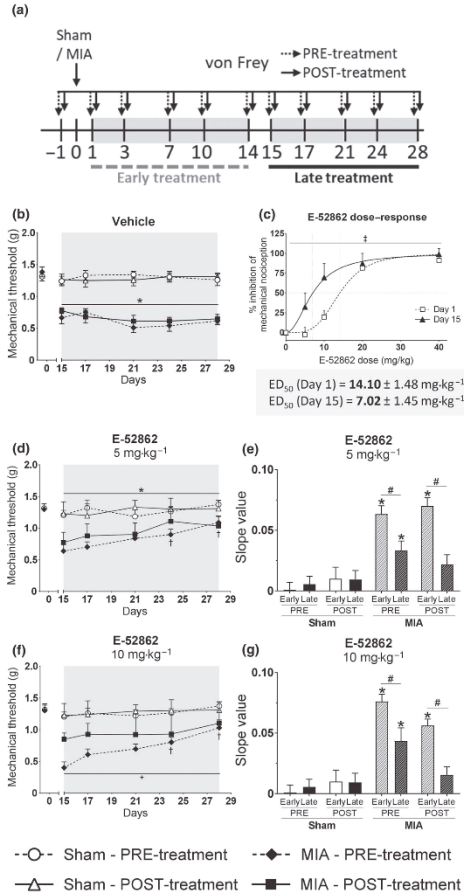 (a)
Sham
/ MIA
von Frey
PRE-treatment
POST-treatment
−1 0 1 3 7 10 14 15 17 21 24 28
Early treatment
Late treatment
(b)
Vehicle
Mechanical threshold (g)
2.0
1.5
1.0
0.5
0.0
*
0 15 17 19 21 23 25 27 29
Days
(c)
E-52862 dose–response
% inhibition of
mechanical nociception
100
50
0
‡
Day 1
Day 15
0 10 20 30 40
E-52862 dose (mg/kg)
ED50 (Day 1) = 14.10 ± 1.48 mg·kg−1
ED50 (Day 15) = 7.02 ± 1.45 mg·kg−1
(d)
E-52862
5 mg·kg−1
Mechanical threshold (g)
2.0
1.5
1.0
0.5
0.0
*
† †
0 15 17 19 21 23 25 27 29
Days
(e)
E-52862
5 mg·kg−1
Slope value
0.10
0.05
0
* # * * #
Early Late Early Late Early Late Early Late
PRE POST PRE POST
Sham MIA
(f)
E-52862
10 mg·kg−1
Mechanical threshold (g)
2.0
1.5
1.0
0.5
0.0
† †
0 15 17 19 21 23 25 27 29
Days
(g)
E-52862
10 mg·kg−1
Slope value
0.10
0.05
0
* # * * #
Early Late Early Late Early Late Early Late
PRE POST PRE POST
Sham MIA
Sham - PRE-treatment
MIA - PRE-treatment
Sham - POST-treatment
MIA - POST-treatment